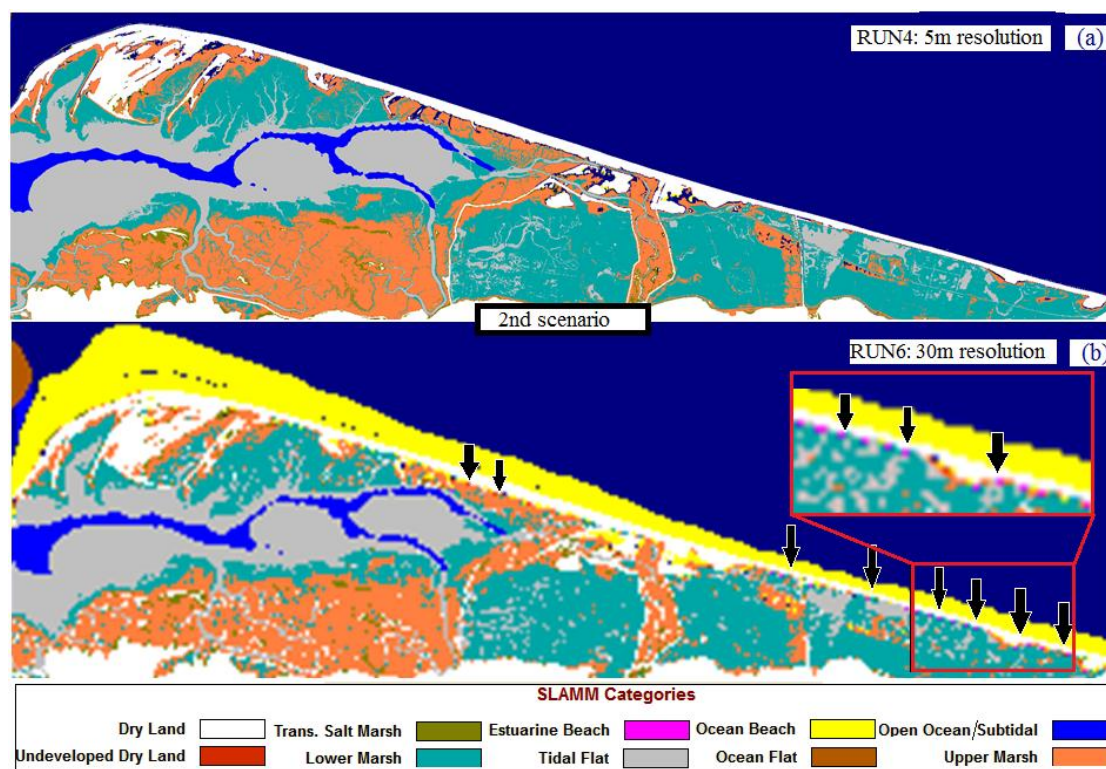 RUN4: 5m resolution (a)
2nd scenario
RUN6: 30m resolution (b)
SLAMM Categories
Dry Land Trans. Salt Marsh Estuarine Beach Ocean Beach Open Ocean/Subtidal
Undeveloped Dry Land Lower Marsh Tidal Flat Ocean Flat Upper Marsh